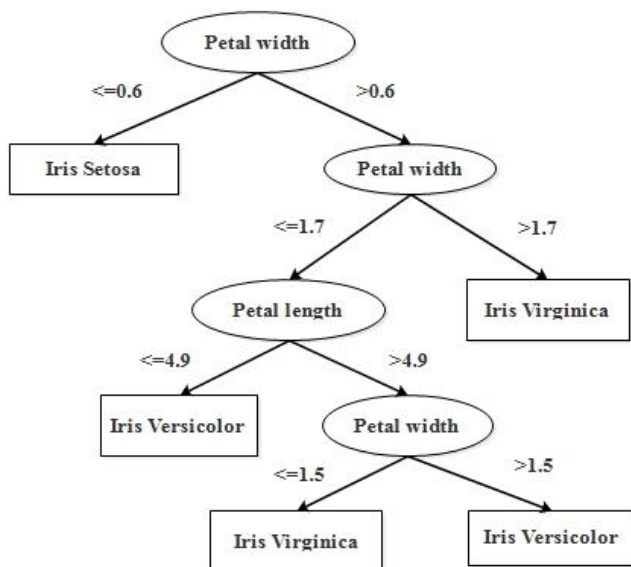 Petal width
<=0.6
>0.6
Iris Setosa
Petal width
<=1.7
>1.7
Petal length
Iris Virginica
<=4.9
>4.9
Iris Versicolor
Petal width
<=1.5
>1.5
Iris Virginica
Iris Versicolor